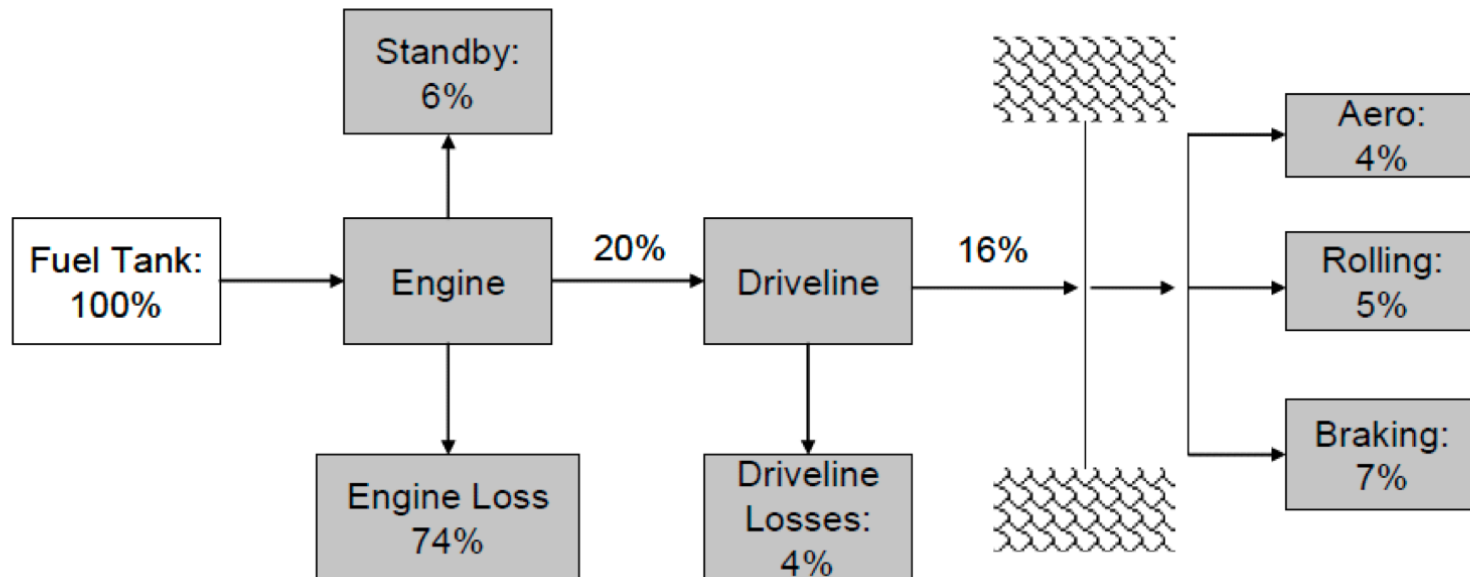 Standby:
6%
Fuel Tank:
100%
Engine
20%
Driveline
16%
Aero:
4%
Rolling:
5%
Braking:
7%
Engine Loss
74%
Driveline
Losses:
4%